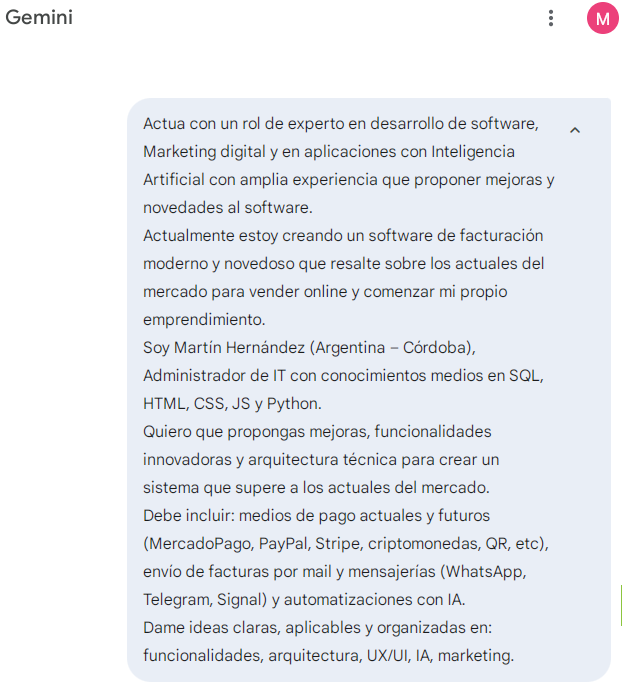 Gemini
M
Actua con un rol de experto en desarrollo de software,
Marketing digital y en aplicaciones con Inteligencia
Artificial con amplia experiencia que proponer mejoras y
novedades al software.
Actualmente estoy creando un software de facturación
moderno y novedoso que resalte sobre los actuales del
mercado para vender online y comenzar mi propio
emprendimiento.
Soy Martín Hernández (Argentina – Córdoba),
Administrador de IT con conocimientos medios en SQL,
HTML, CSS, JS y Python.
Quiero que propongas mejoras, funcionalidades
innovadoras y arquitectura técnica para crear un
sistema que supere a los actuales del mercado.
Debe incluir: medios de pago actuales y futuros
(MercadoPago, PayPal, Stripe, criptomonedas, QR, etc),
envío de facturas por mail y mensajerías (WhatsApp,
Telegram, Signal) y automatizaciones con IA.
Dame ideas claras, aplicables y organizadas en:
funcionalidades, arquitectura, UX/UI, IA, marketing.